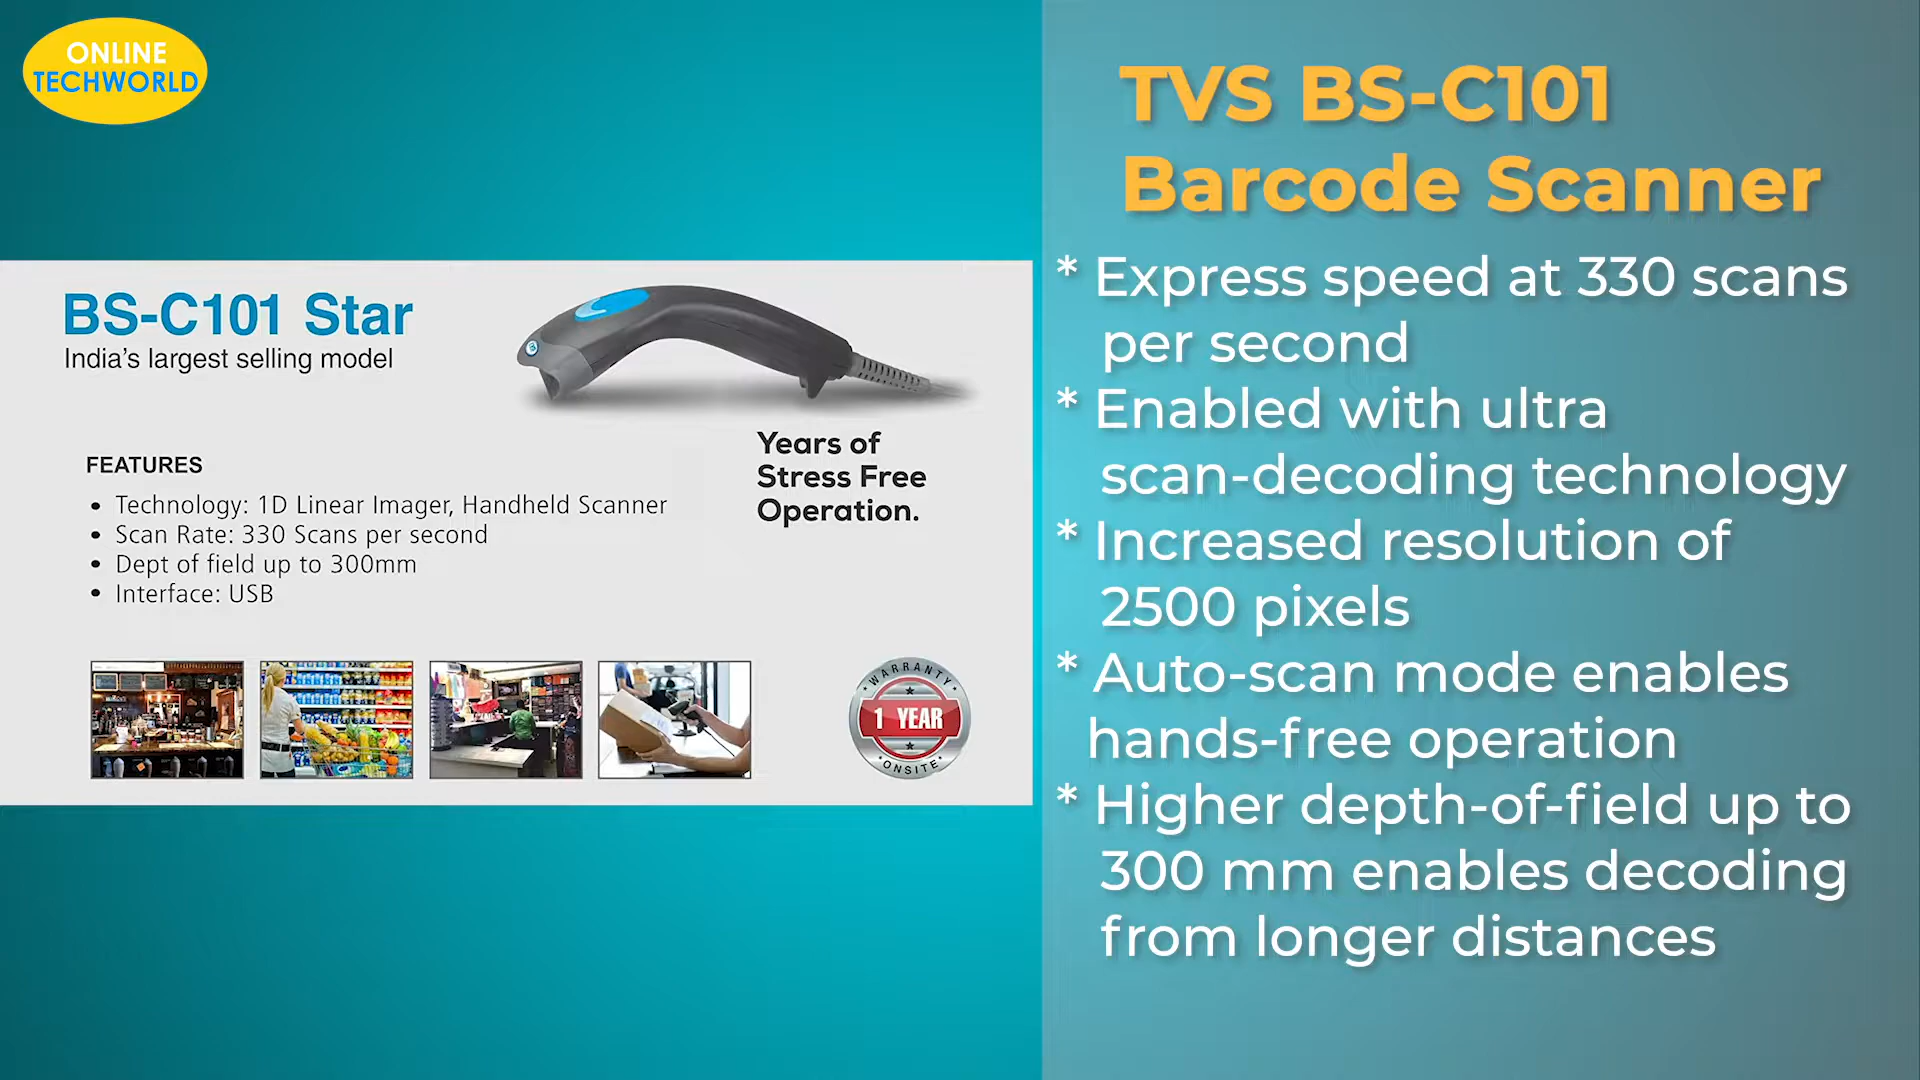 ONLINE
TECHWORLD
BS-C101 Star
India's largest selling model
Years of
Stress Free
Operation.
FEATURES
• Technology: 1D Linear Imager, Handheld Scanner
• Scan Rate: 330 Scans per second
• Dept of field up to 300mm
• Interface: USB
WARRANTY
1 YEAR
ONSITE
TVS BS-C101
Barcode Scanner
* Express speed at 330 scans
per second
* Enabled with ultra
scan-decoding technology
* Increased resolution of
2500 pixels
* Auto-scan mode enables
hands-free operation
* Higher depth-of-field up to
300 mm enables decoding
from longer distances